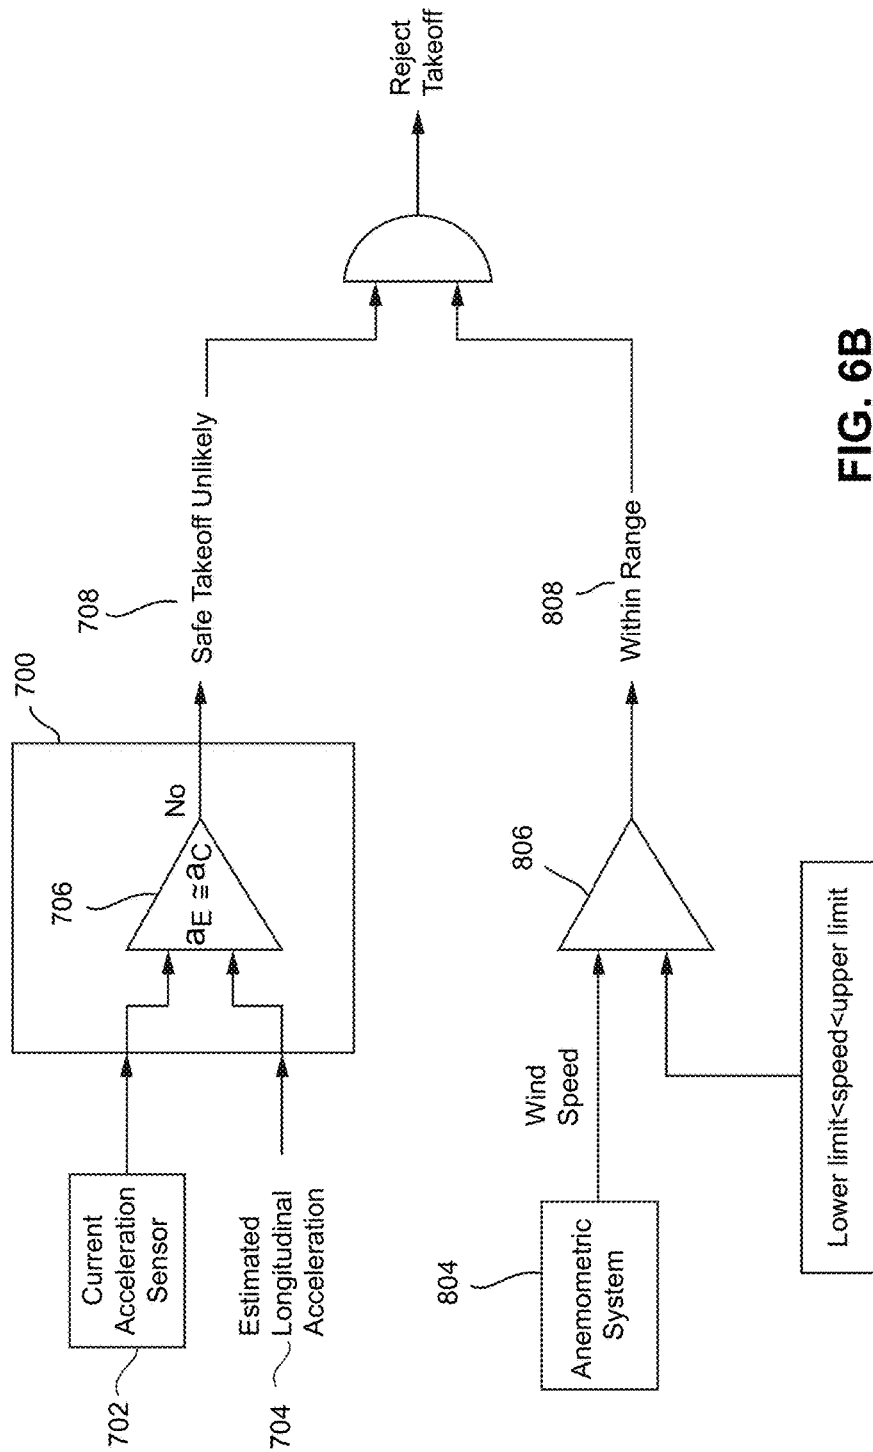 702
Current
Acceleration
Sensor
704
Estimated
Longitudinal
Acceleration
700
706
aE ≅ aC
No
708
Safe Takeoff Unlikely
Reject
Takeoff
804
Anemometric
System
Wind
Speed
806
808
Within Range
Lower limit<speed<upper limit
FIG. 6B